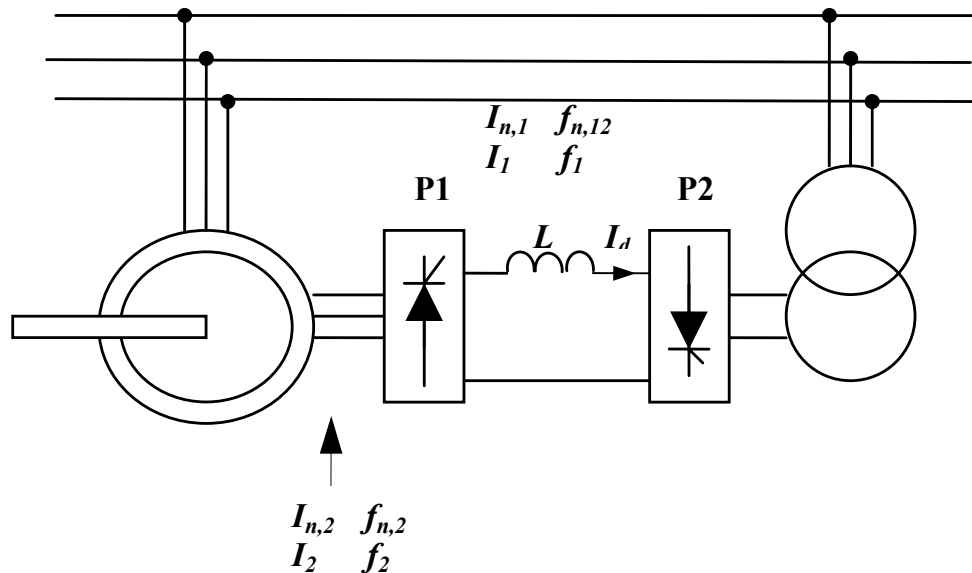 I_{n,1} f_{n,12}
I_1 f_1
P1 P2
L I_d
I_{n,2} f_{n,2}
I_2 f_2